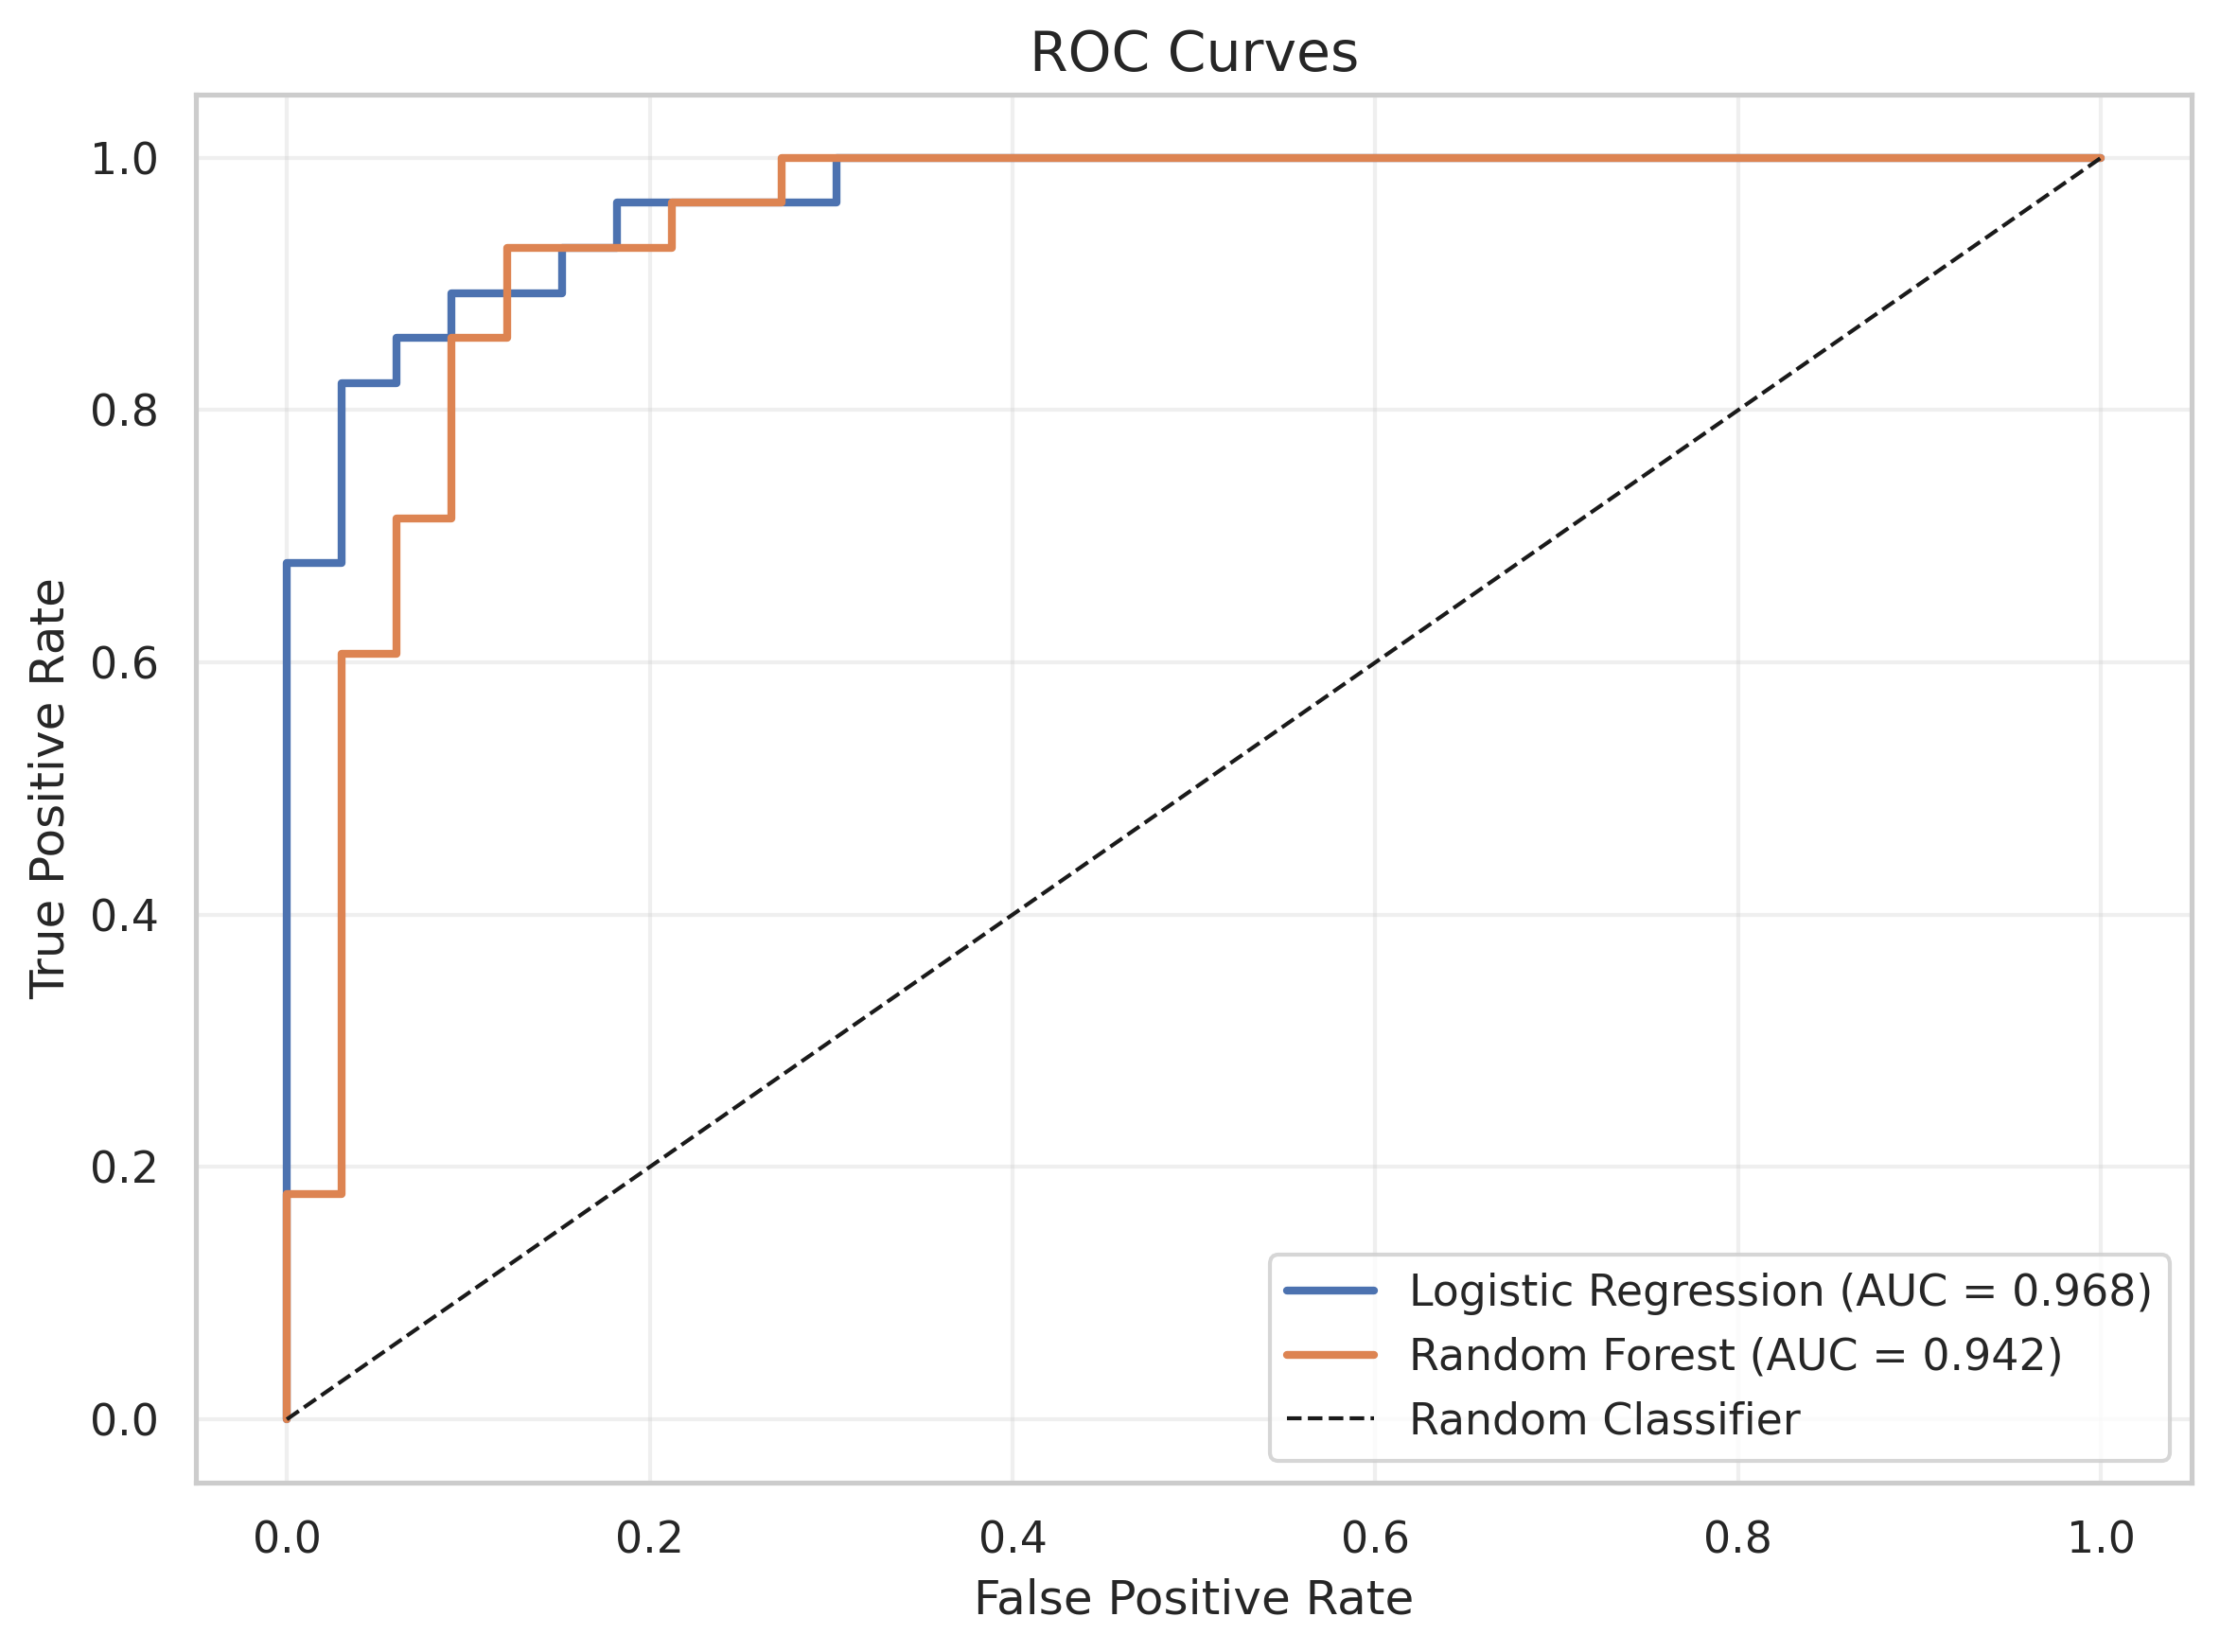 ROC Curves
True Positive Rate
1.0
0.8
0.6
0.4
0.2
0.0
Logistic Regression (AUC = 0.968)
Random Forest (AUC = 0.942)
Random Classifier
0.0 0.2 0.4 0.6 0.8 1.0
False Positive Rate